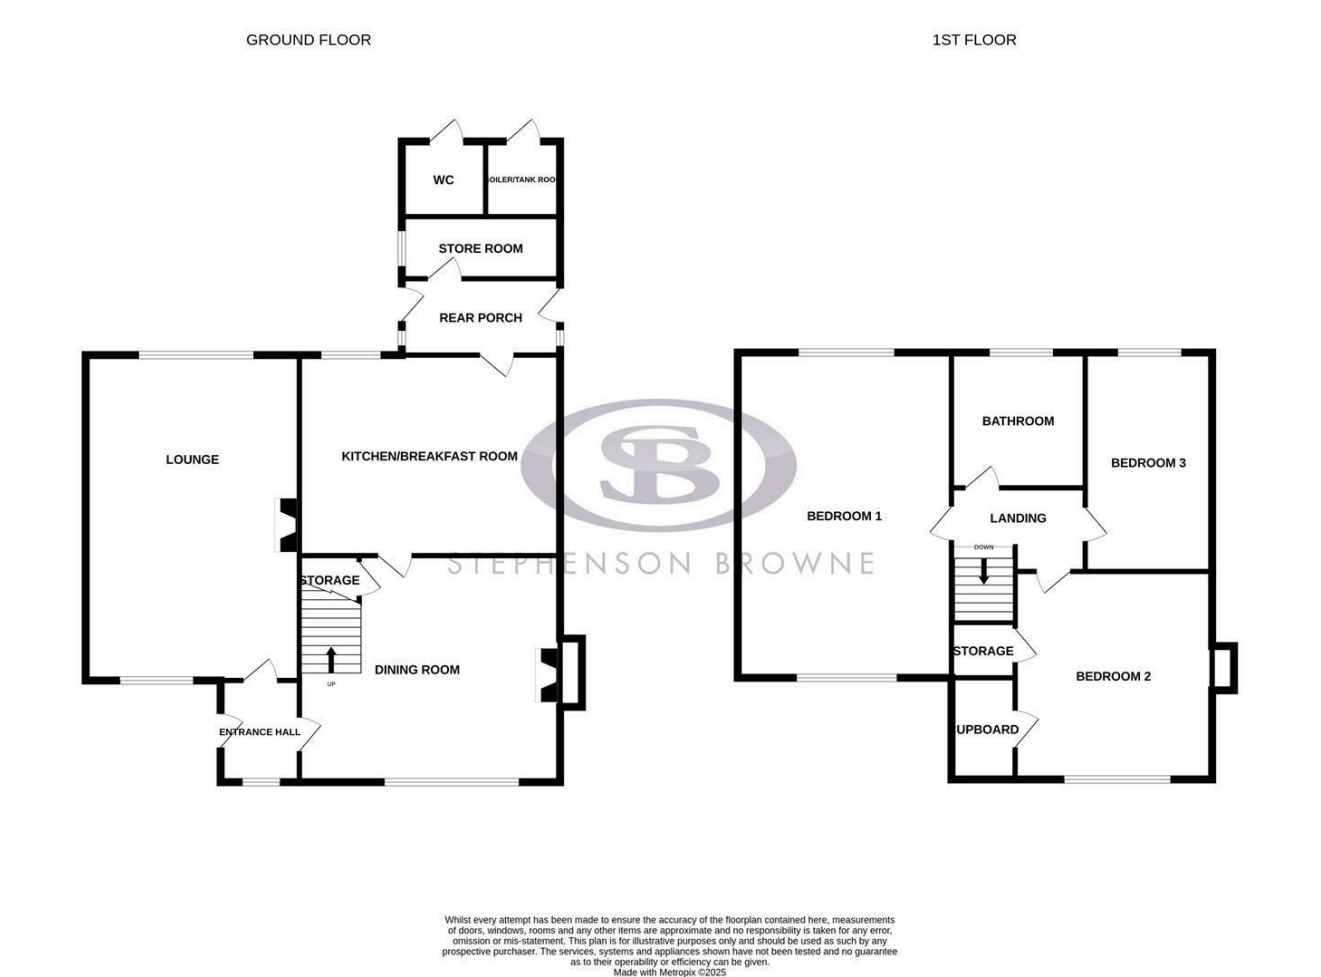 GROUND FLOOR
1ST FLOOR
WC
OILER/TANK ROO
STORE ROOM
REAR PORCH
LOUNGE
KITCHEN/BREAKFAST ROOM
STORAGE
UP
DINING ROOM
ENTRANCE HALL
BATHROOM
BEDROOM 3
BEDROOM 1
LANDING
DOWN
STORAGE
BEDROOM 2
UPBOARD
SB
STEPHENSON BROWNE
Whilst every attempt has been made to ensure the accuracy of the floorplan contained here, measurements
of doors, windows, rooms and any other items are approximate and no responsibility is taken for any error,
omission or mis-statement. This plan is for illustrative purposes only and should be used as such by any
prospective purchaser. The services, systems and appliances shown have not been tested and no guarantee
as to their operability or efficiency can be given.
Made with Metropix ©2025